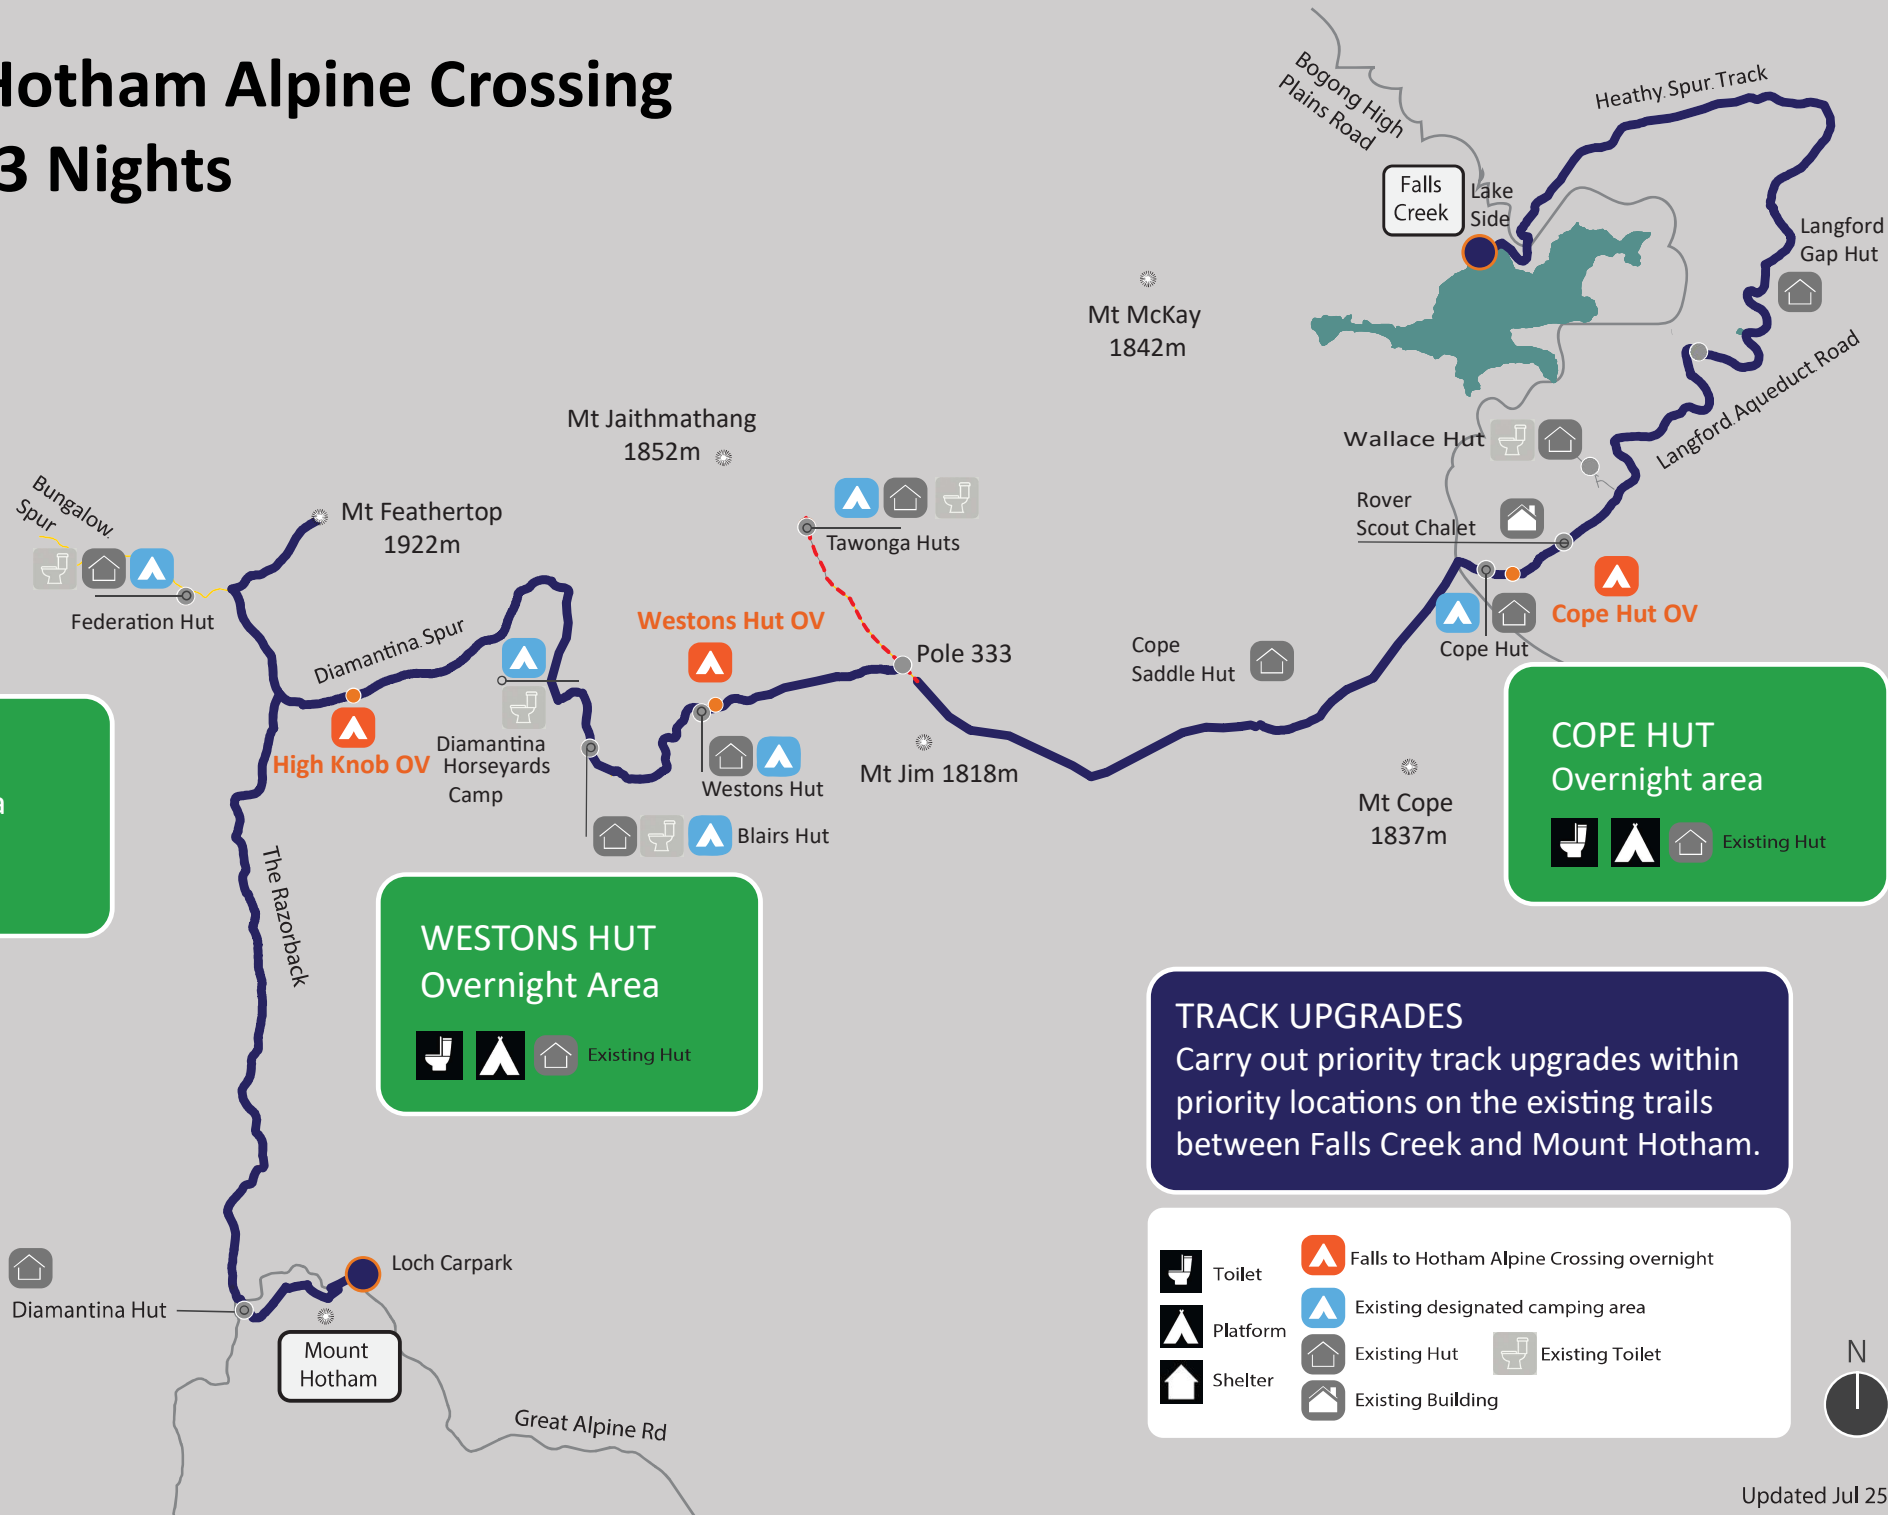 Hotham Alpine Crossing
3 Nights
Bogong High
Plains Road
Heathy Spur Track
Falls
Creek
Lake
Side
Langford
Gap Hut
Mt McKay
1842m
Langford Aqueduct Road
Mt Jaithmathang
1852m
Wallace Hut
Bungalow
Spur
Mt Feathertop
1922m
Rover
Scout Chalet
Tawonga Huts
Federation Hut
Diamantina Spur
Westons Hut OV
Pole 333
Cope
Saddle Hut
Cope Hut OV
Cope Hut
High Knob OV
Diamantina
Horseyards
Camp
Westons Hut
Mt Jim 1818m
Blairs Hut
Mt Cope
1837m
COPE HUT
Overnight area
Existing Hut
a
The Razorback
WESTONS HUT
Overnight Area
Existing Hut
TRACK UPGRADES
Carry out priority track upgrades within
priority locations on the existing trails
between Falls Creek and Mount Hotham.
Loch Carpark
Diamantina Hut
Mount
Hotham
Great Alpine Rd
Toilet
Platform
Shelter
Falls to Hotham Alpine Crossing overnight
Existing designated camping area
Existing Hut
Existing Toilet
Existing Building
N
Updated Jul 25